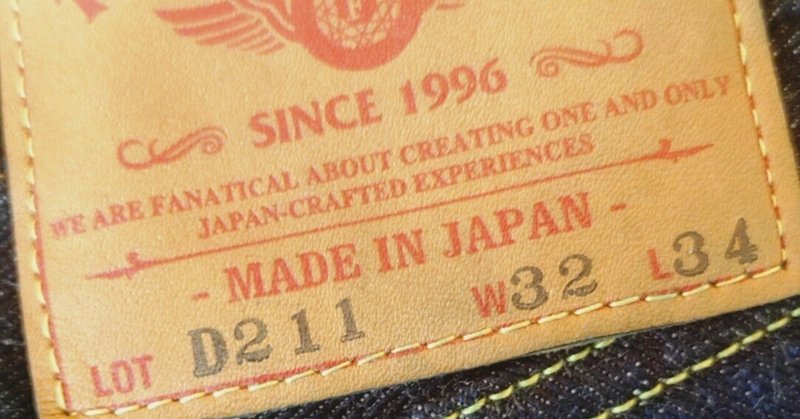 F
SINCE 1996
WE ARE FANATICAL ABOUT CREATING ONE AND ONLY
JAPAN-CRAFTED EXPERIENCES
- MADE IN JAPAN -
LOT D211 W32 L34